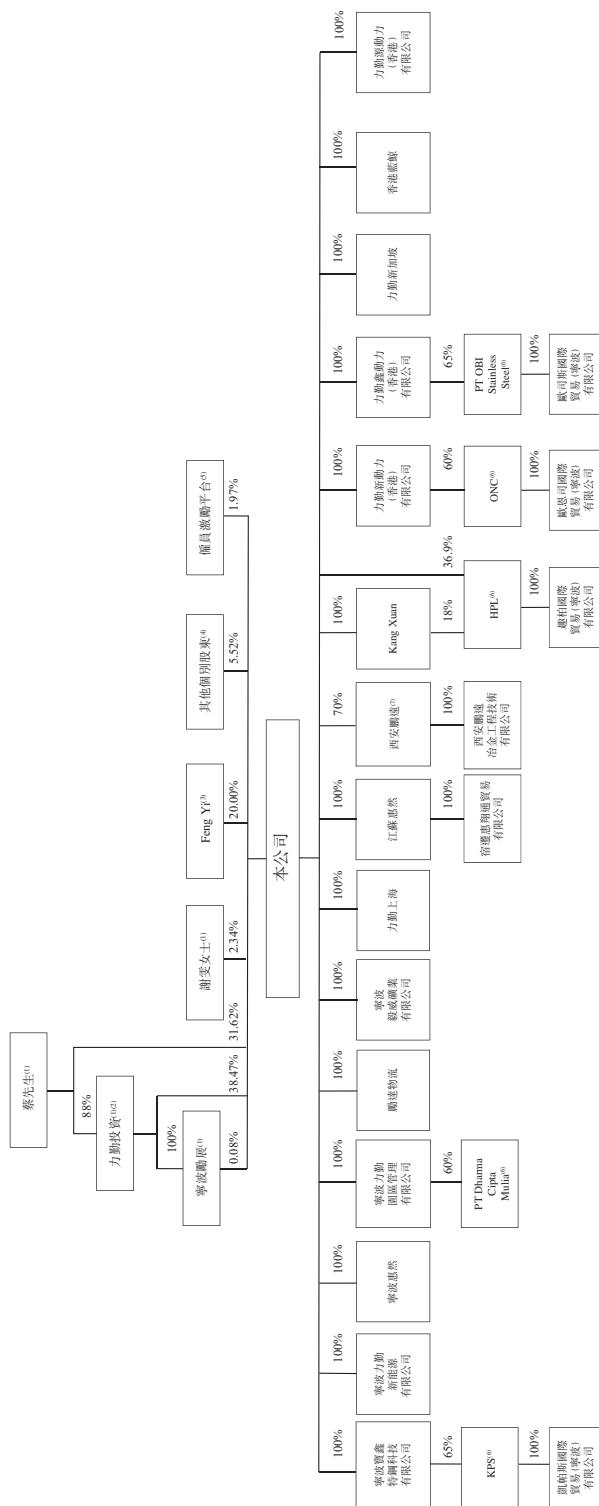 蔡先生⁽¹⁾
88%
力勤投資⁽¹⁾⁽²⁾
100%
寧波勵展⁽¹⁾
0.08%
38.47%
31.62%
謝雯女士⁽¹⁾
2.34%
Feng Yi⁽³⁾
20.00%
其他個別股東⁽⁴⁾
5.52%
僱員激勵平台⁽⁵⁾
1.97%
本公司
100%
寧波寶鑫
特鋼科技
有限公司
65%
KPS⁽⁶⁾
100%
凱帕斯國際
貿易(寧波)
有限公司
100%
寧波力勤
新能源
有限公司
100%
寧波惠然
100%
寧波力勤
園區管理
有限公司
60%
PT Dharma
Cipta
Mulia⁽⁶⁾
100%
勵達物流
100%
寧波
毅威礦業
有限公司
100%
力勤上海
100%
江蘇惠然
100%
宿遷惠翔通貿易
有限公司
70%
西安鵬遠⁽⁷⁾
100%
西安鵬遠
冶金工程技術
有限公司
100%
Kang Xuan
18%
36.9%
HPL⁽⁶⁾
100%
趣柏國際
貿易(寧波)
有限公司
100%
力勤新動力
(香港)
有限公司
60%
ONC⁽⁶⁾
100%
歐恩司國際
貿易(寧波)
有限公司
100%
力勤鑫動力
(香港)
有限公司
65%
PT OBI
Stainless
Steel⁽⁶⁾
100%
歐司斯國際
貿易(寧波)
有限公司
100%
力勤新加坡
100%
香港藍鯨
100%
力勤源動力
(香港)
有限公司